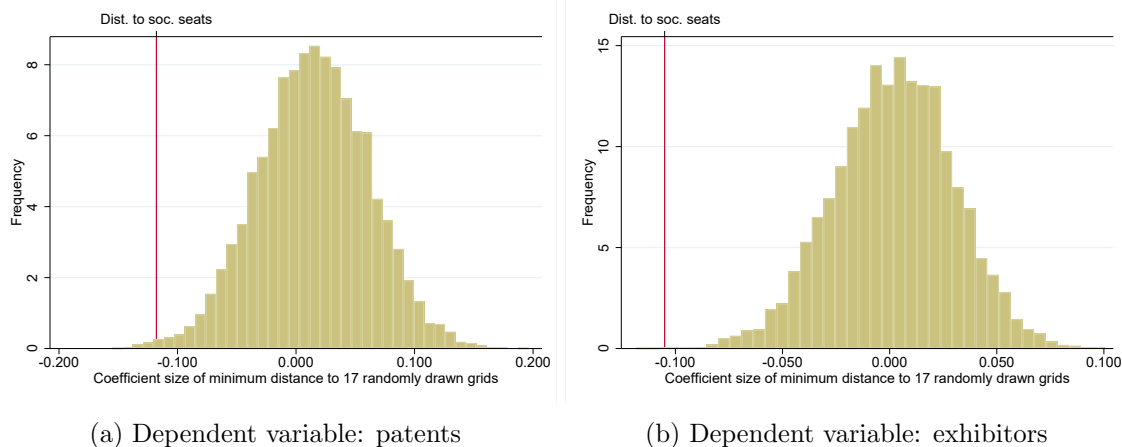 Dist. to soc. seats
8
6
4
2
0
Frequency
-0.200
-0.100
0.000
0.100
0.200
Coefficient size of minimum distance to 17 randomly drawn grids
(a) Dependent variable: patents
Dist. to soc. seats
15
10
5
0
Frequency
-0.100
-0.050
0.000
0.050
0.100
Coefficient size of minimum distance to 17 randomly drawn grids
(b) Dependent variable: exhibitors